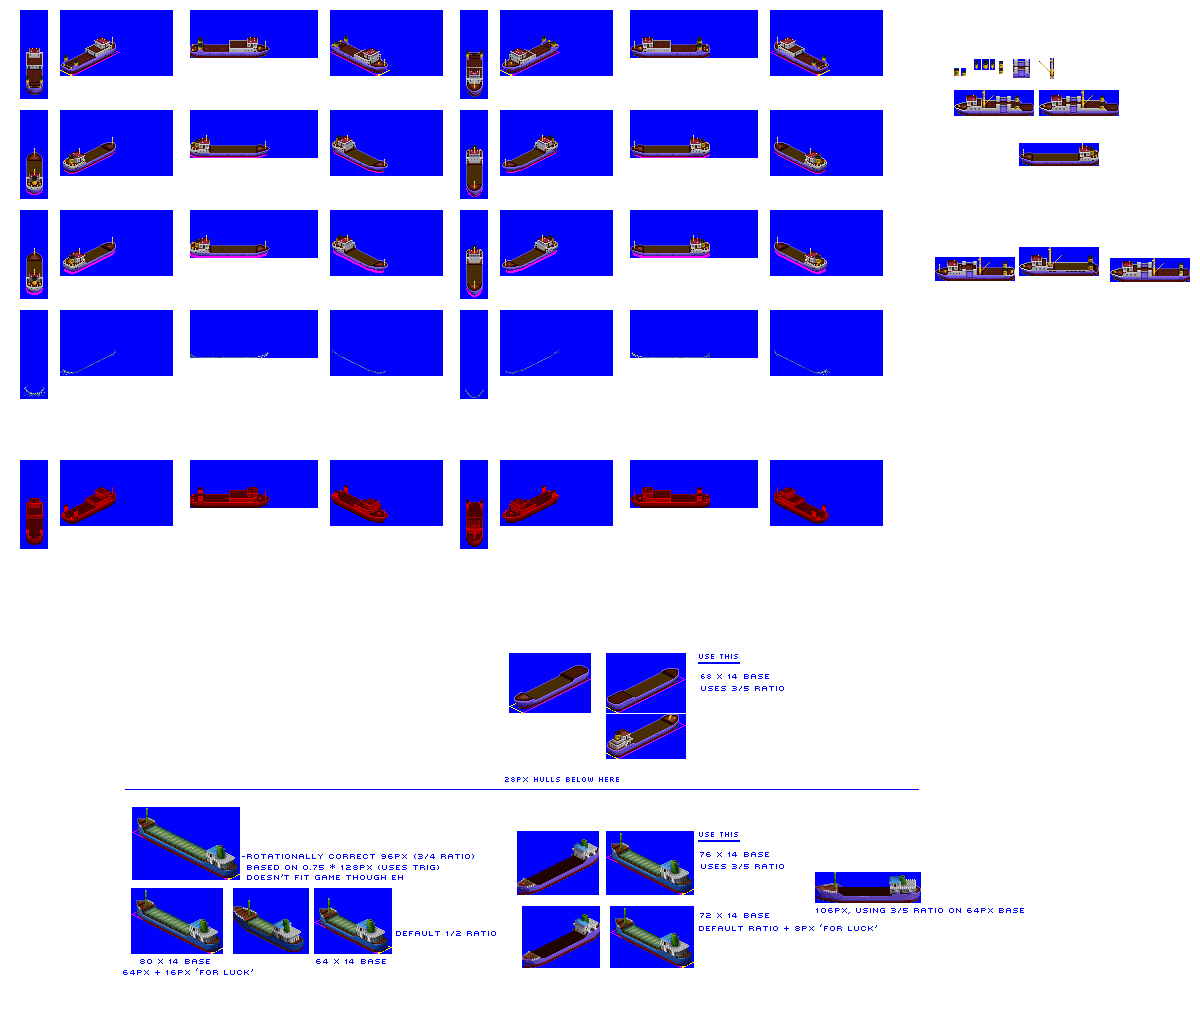 USE THIS
68 X 14 BASE
USES 3/5 RATIO
28PX HULLS BELOW HERE
-ROTATIONALLY CORRECT 96PX (3/4 RATIO)
BASED ON 0.75 * 128PX (USES TRIG)
DOESN'T FIT GAME THOUGH EH
USE THIS
76 X 14 BASE
USES 3/5 RATIO
106PX, USING 3/5 RATIO ON 64PX BASE
72 X 14 BASE
DEFAULT RATIO + 8PX 'FOR LUCK'
DEFAULT 1/2 RATIO
80 X 14 BASE
64PX + 16PX 'FOR LUCK'
64 X 14 BASE